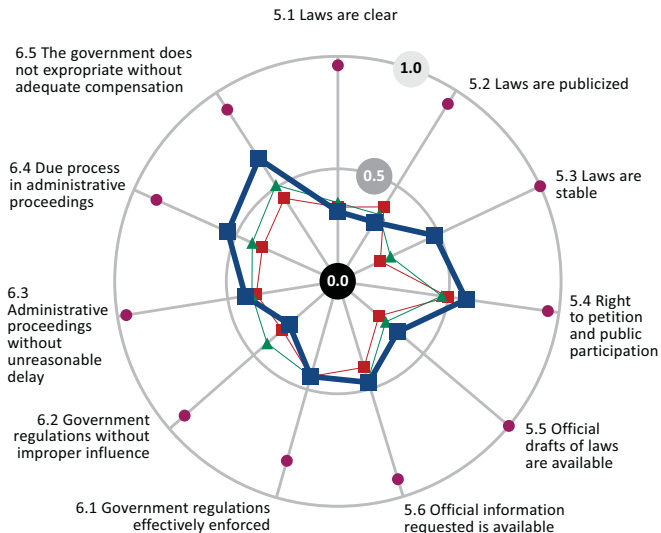 5.1 Laws are clear
1.0
5.2 Laws are publicized
5.3 Laws are
stable
0.5
0.0
5.4 Right
to petition
and public
participation
5.5 Official
drafts of laws
are available
5.6 Official information
requested is available
6.1 Government regulations
effectively enforced
6.2 Government
regulations without
improper influence
6.3
Administrative
proceedings
without
unreasonable
delay
6.4 Due process
in administrative
proceedings
6.5 The government does
not expropriate without
adequate compensation